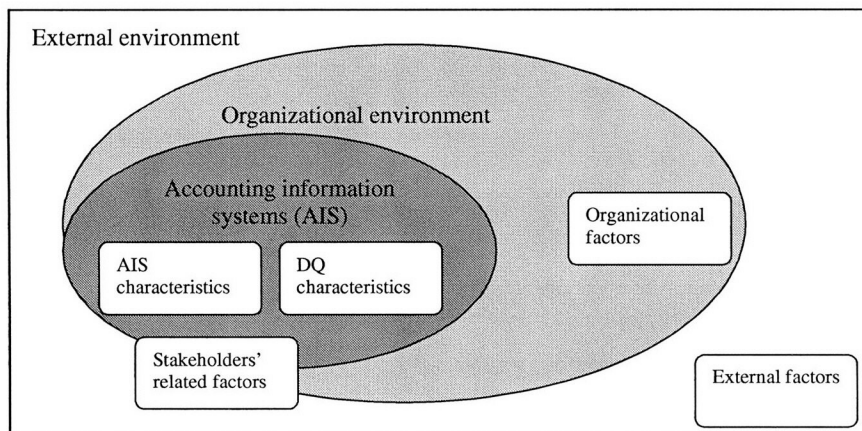 External environment
Organizational environment
Accounting information
systems (AIS)
Organizational
factors
AIS
characteristics
DQ
characteristics
Stakeholders'
related factors
External factors